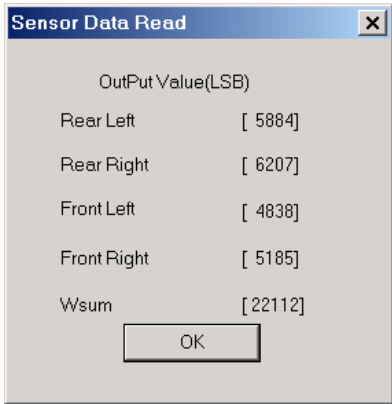 Sensor Data Read
OutPut Value(LSB)
Rear Left [ 5884]
Rear Right [ 6207]
Front Left [ 4838]
Front Right [ 5185]
Wsum [22112]
OK